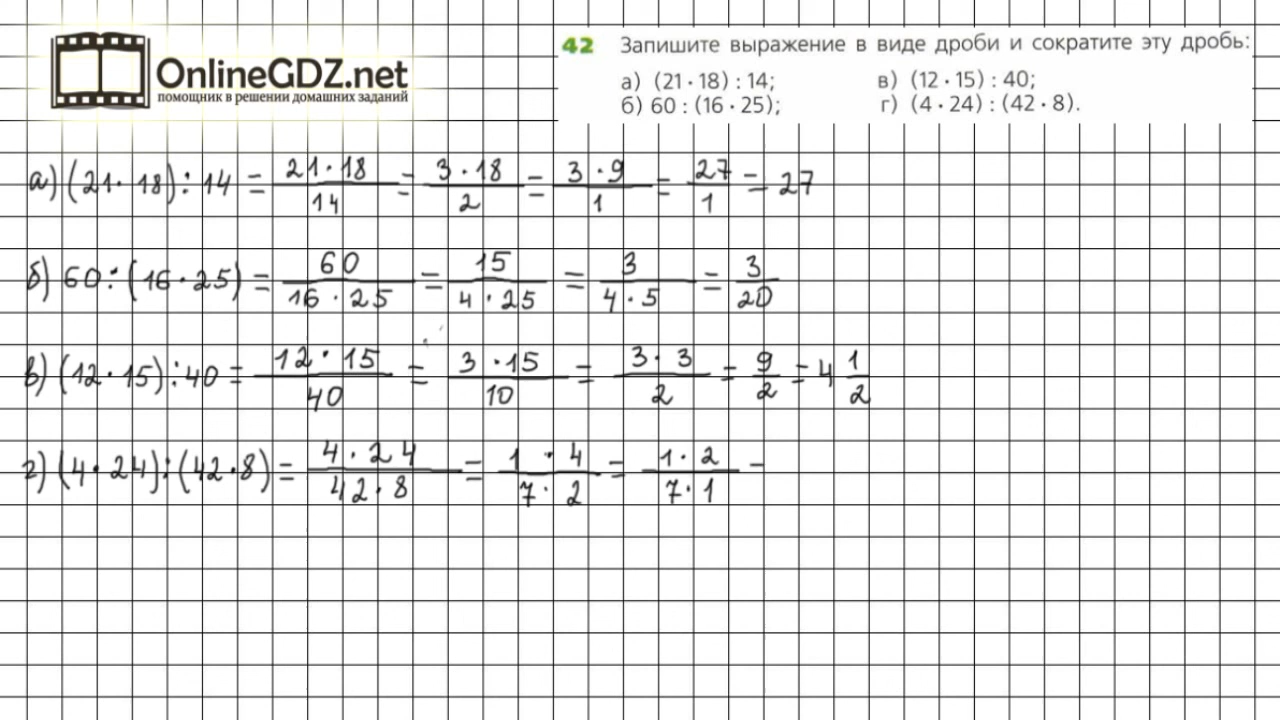 OnlineGDZ.net
помощник в решении домашних заданий
42 Запишите выражение в виде дроби и сократите эту дробь:
а) (21 · 18) : 14; в) (12 · 15) : 40;
б) 60 : (16 · 25); г) (4 · 24) : (42 · 8).
а) (21 · 18) : 14 = 21 · 18 / 14 = 3 · 18 / 2 = 3 · 9 / 1 = 27 / 1 = 27
б) 60 : (16 · 25) = 60 / 16 · 25 = 15 / 4 · 25 = 3 / 4 · 5 = 3 / 20
в) (12 · 15) : 40 = 12 · 15 / 40 = 3 · 15 / 10 = 3 · 3 / 2 = 9 / 2 = 4 1 / 2
г) (4 · 24) : (42 · 8) = 4 · 24 / 42 · 8 = 1 · 4 / 7 · 2 = 1 · 2 / 7 · 1 –